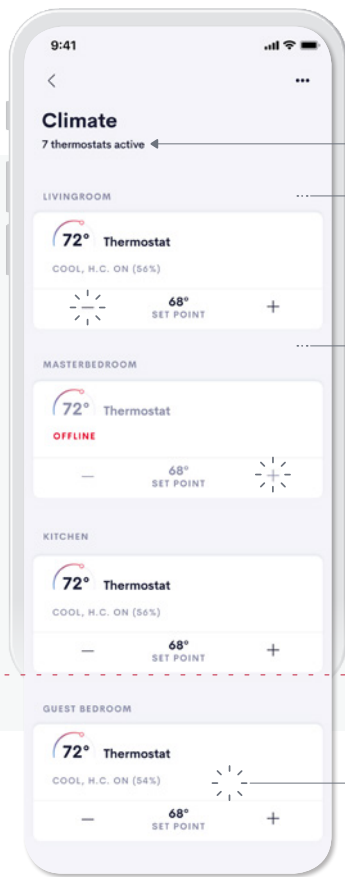 9:41
Climate
7 thermostats active
LIVINGROOM
72° Thermostat
COOL, H.C. ON (56%)
— 68° +
SET POINT
MASTERBEDROOM
72° Thermostat
OFFLINE
— 68° +
SET POINT
KITCHEN
72° Thermostat
COOL, H.C. ON (56%)
— 68° +
SET POINT
GUEST BEDROOM
72° Thermostat
COOL, H.C. ON (54%)
— 68° +
SET POINT